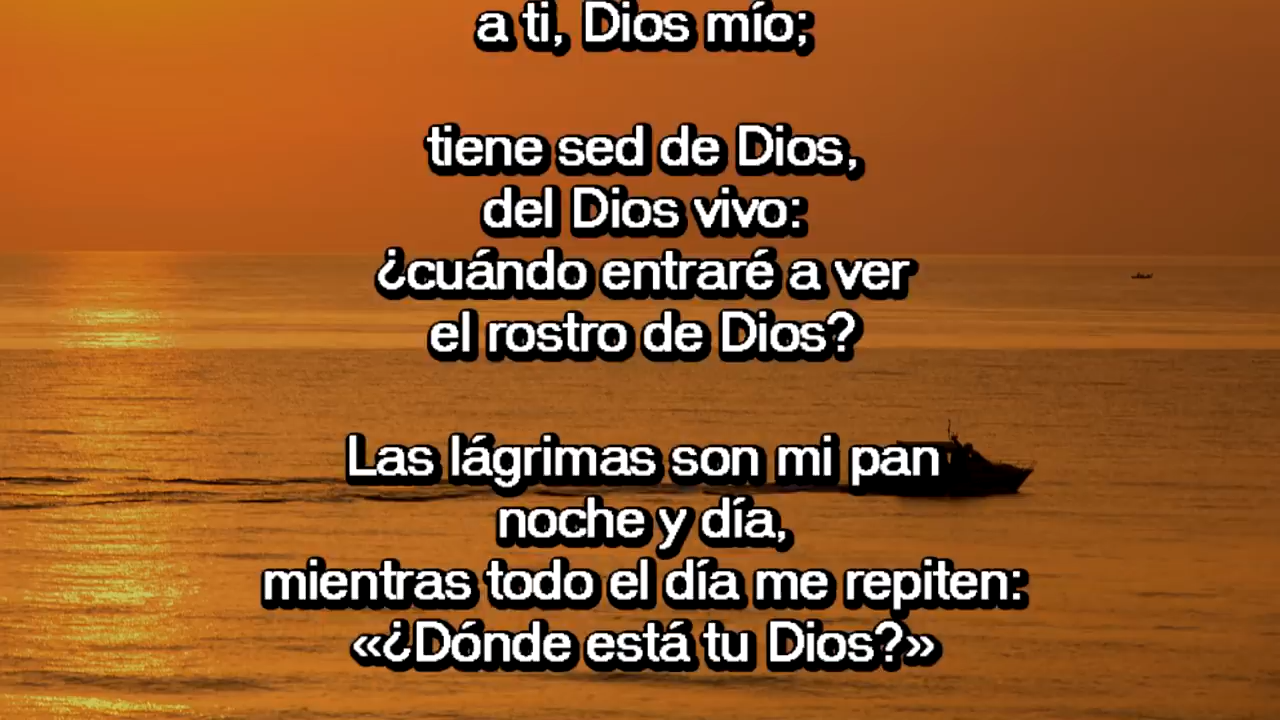 a ti, Dios mío;
tiene sed de Dios,
del Dios vivo:
¿cuándo entraré a ver
el rostro de Dios?
Las lágrimas son mi pan
noche y día,
mientras todo el día me repiten:
«¿Dónde está tu Dios?»